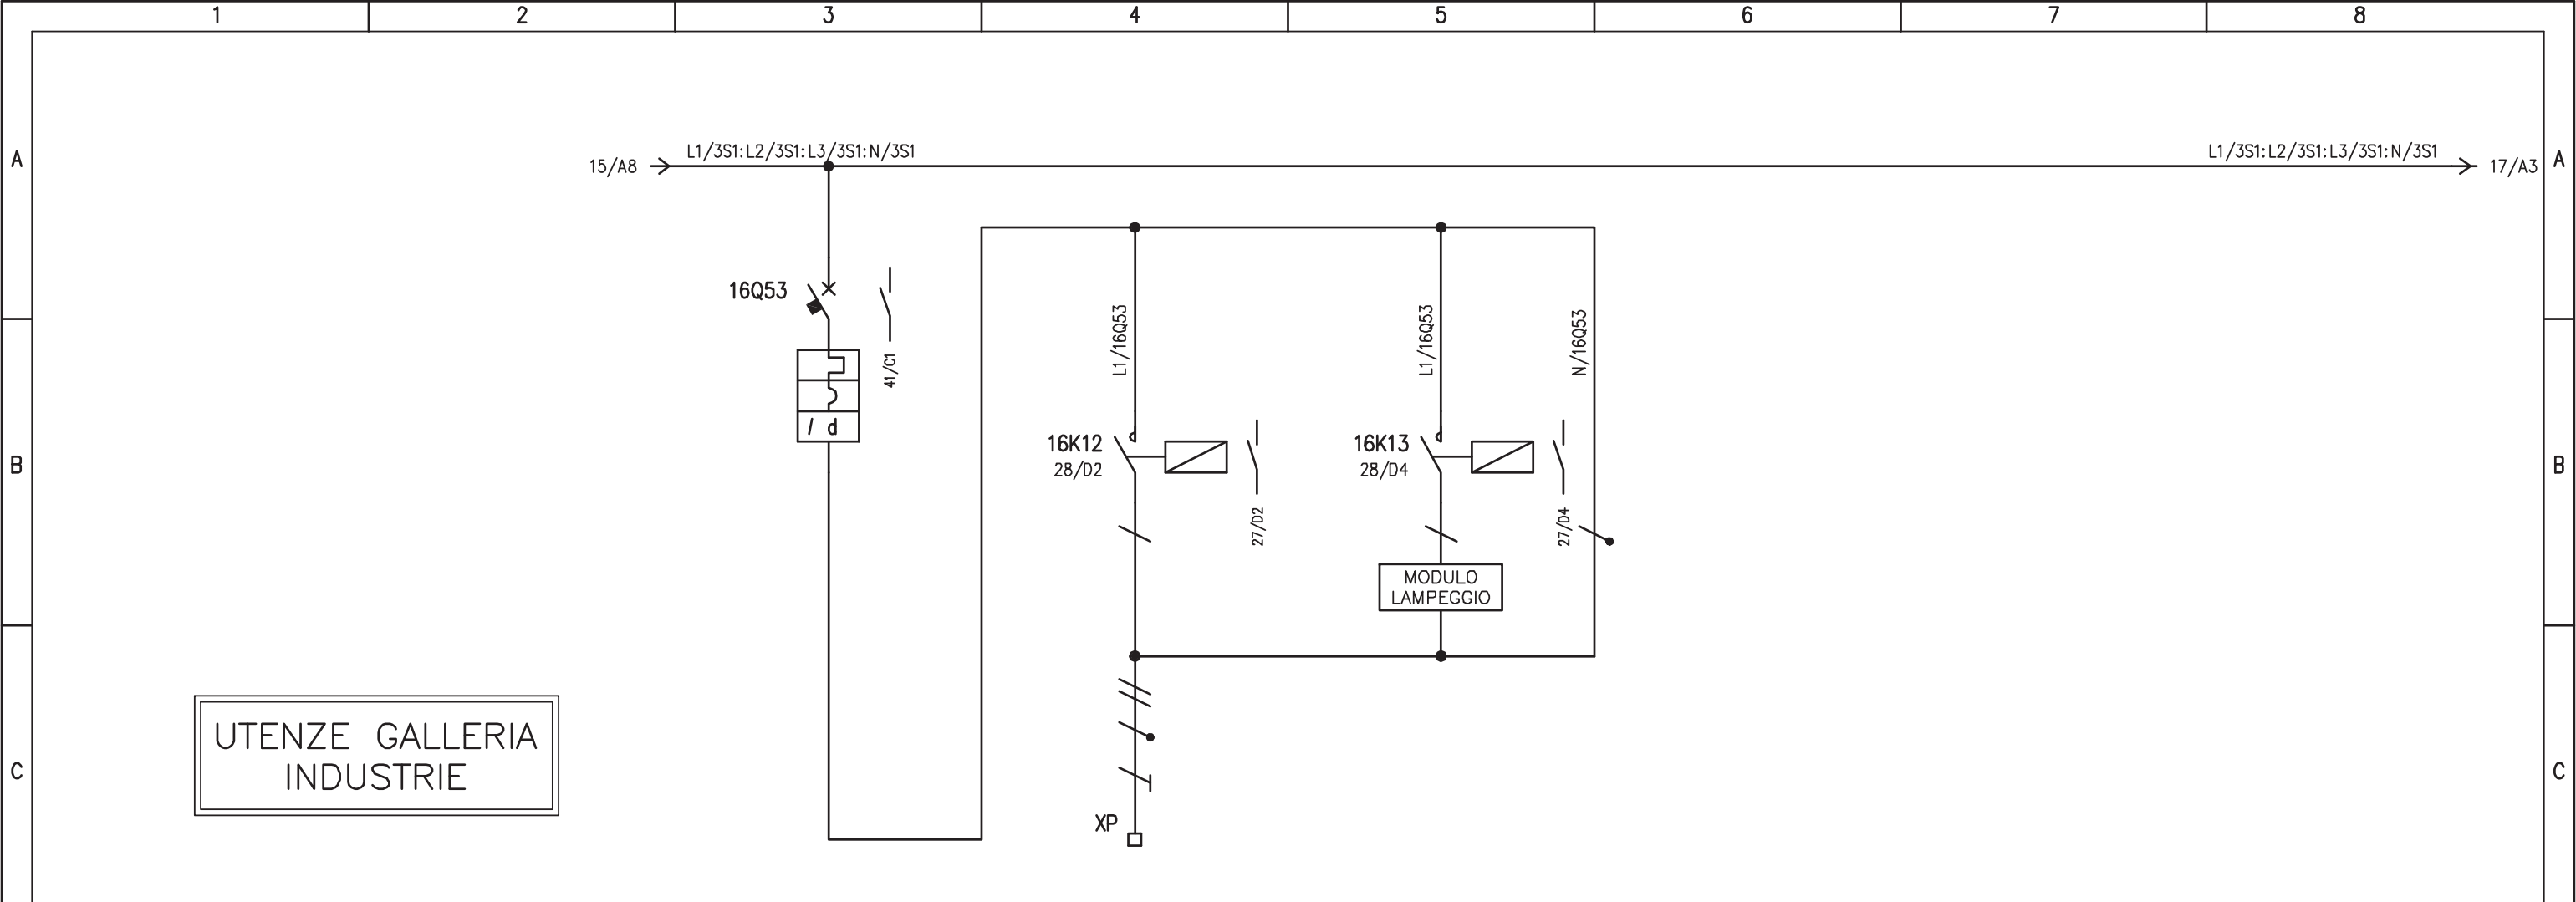 1 2 3 4 5 6 7 8
A A
15/A8 L1/3S1:L2/3S1:L3/3S1:N/3S1 L1/3S1:L2/3S1:L3/3S1:N/3S1 17/A3
16Q53
41/C1
I d
L1/16Q53
L1/16Q53
N/16Q53
B B
16K12
28/D2
27/D2
16K13
28/D4
27/D4
MODULO
LAMPEGGIO
C C
UTENZE GALLERIA
INDUSTRIE
XP